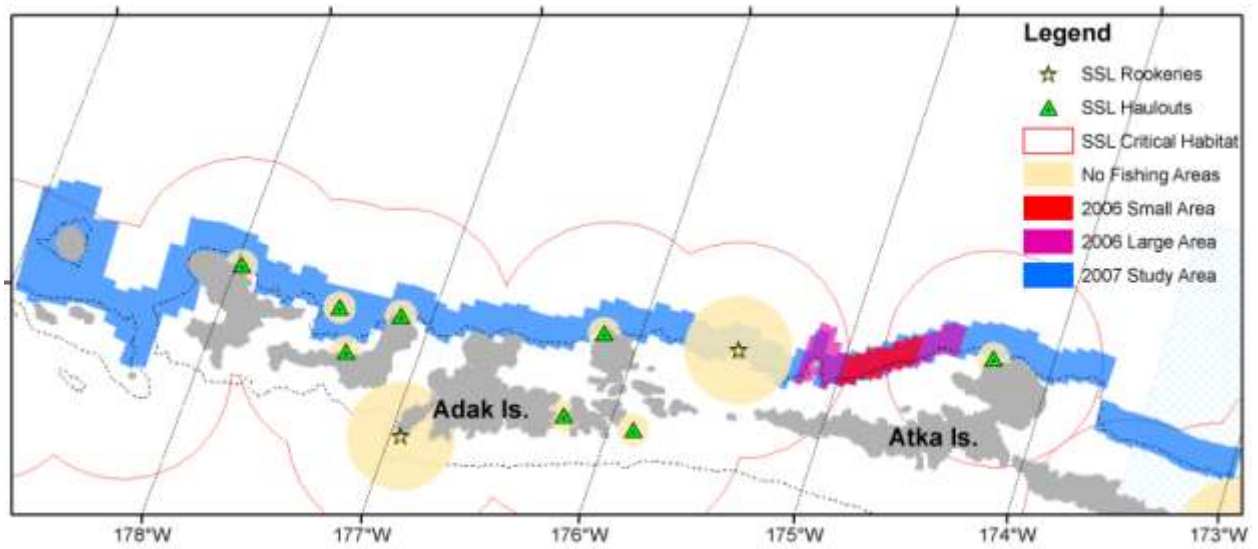 Legend
SSL Rookeries
SSL Haulouts
SSL Critical Habitat
No Fishing Areas
2006 Small Area
2006 Large Area
2007 Study Area
Adak Is.
Atka Is.
178°W 177°W 176°W 175°W 174°W 173°W